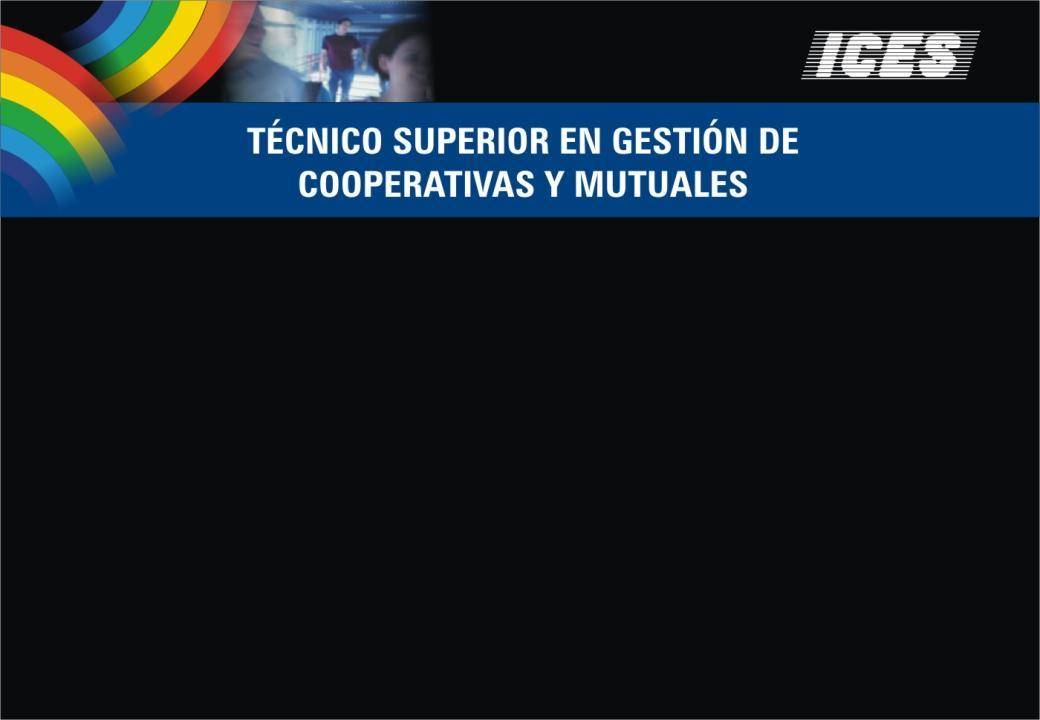 ICES
TÉCNICO SUPERIOR EN GESTIÓN DE
COOPERATIVAS Y MUTUALES